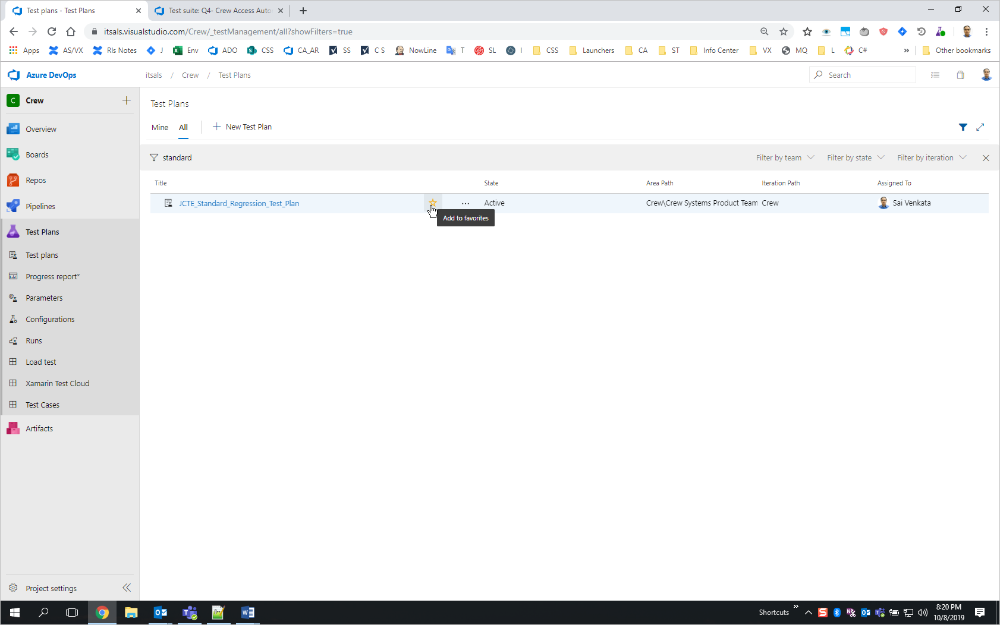 Test plans - Test Plans
Test suite: Q4- Crew Access Auto
itsals.visualstudio.com/Crew/_testManagement/all?showFilters=true
Apps AS/VX Rls Notes J Env ADO CSS CA_AR SS C S NowLine T SL I CSS Launchers CA ST Info Center VX MQ L C# » Other bookmarks
Azure DevOps
itsals / Crew / Test Plans
Search
C Crew
Overview
Boards
Repos
Pipelines
Test Plans
Test plans
Progress report*
Parameters
Configurations
Runs
Load test
Xamarin Test Cloud
Test Cases
Artifacts
Project settings
Test Plans
Mine All New Test Plan
standard
Filter by team Filter by state Filter by iteration
Title State Area Path Iteration Path Assigned To
JCTE_Standard_Regression_Test_Plan ... Active Crew\Crew Systems Product Team Crew Sai Venkata
Add to favorites
Shortcuts »
8:20 PM
10/8/2019